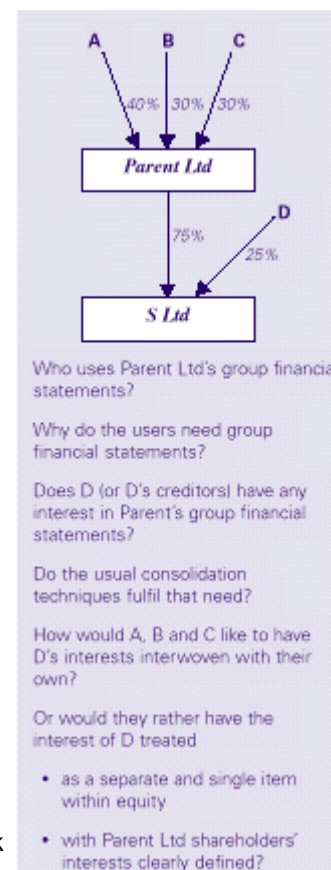 A B C
40% 30% 30%
Parent Ltd
D
75%
25%
S Ltd
Who uses Parent Ltd's group financia
statements?
Why do the users need group
financial statements?
Does D (or D's creditors) have any
interest in Parent's group financial
statements?
Do the usual consolidation
techniques fulfil that need?
How would A, B and C like to have
D's interests interwoven with their
own?
Or would they rather have the
interest of D treated
• as a separate and single item
within equity
k
• with Parent Ltd shareholders'
interests clearly defined?